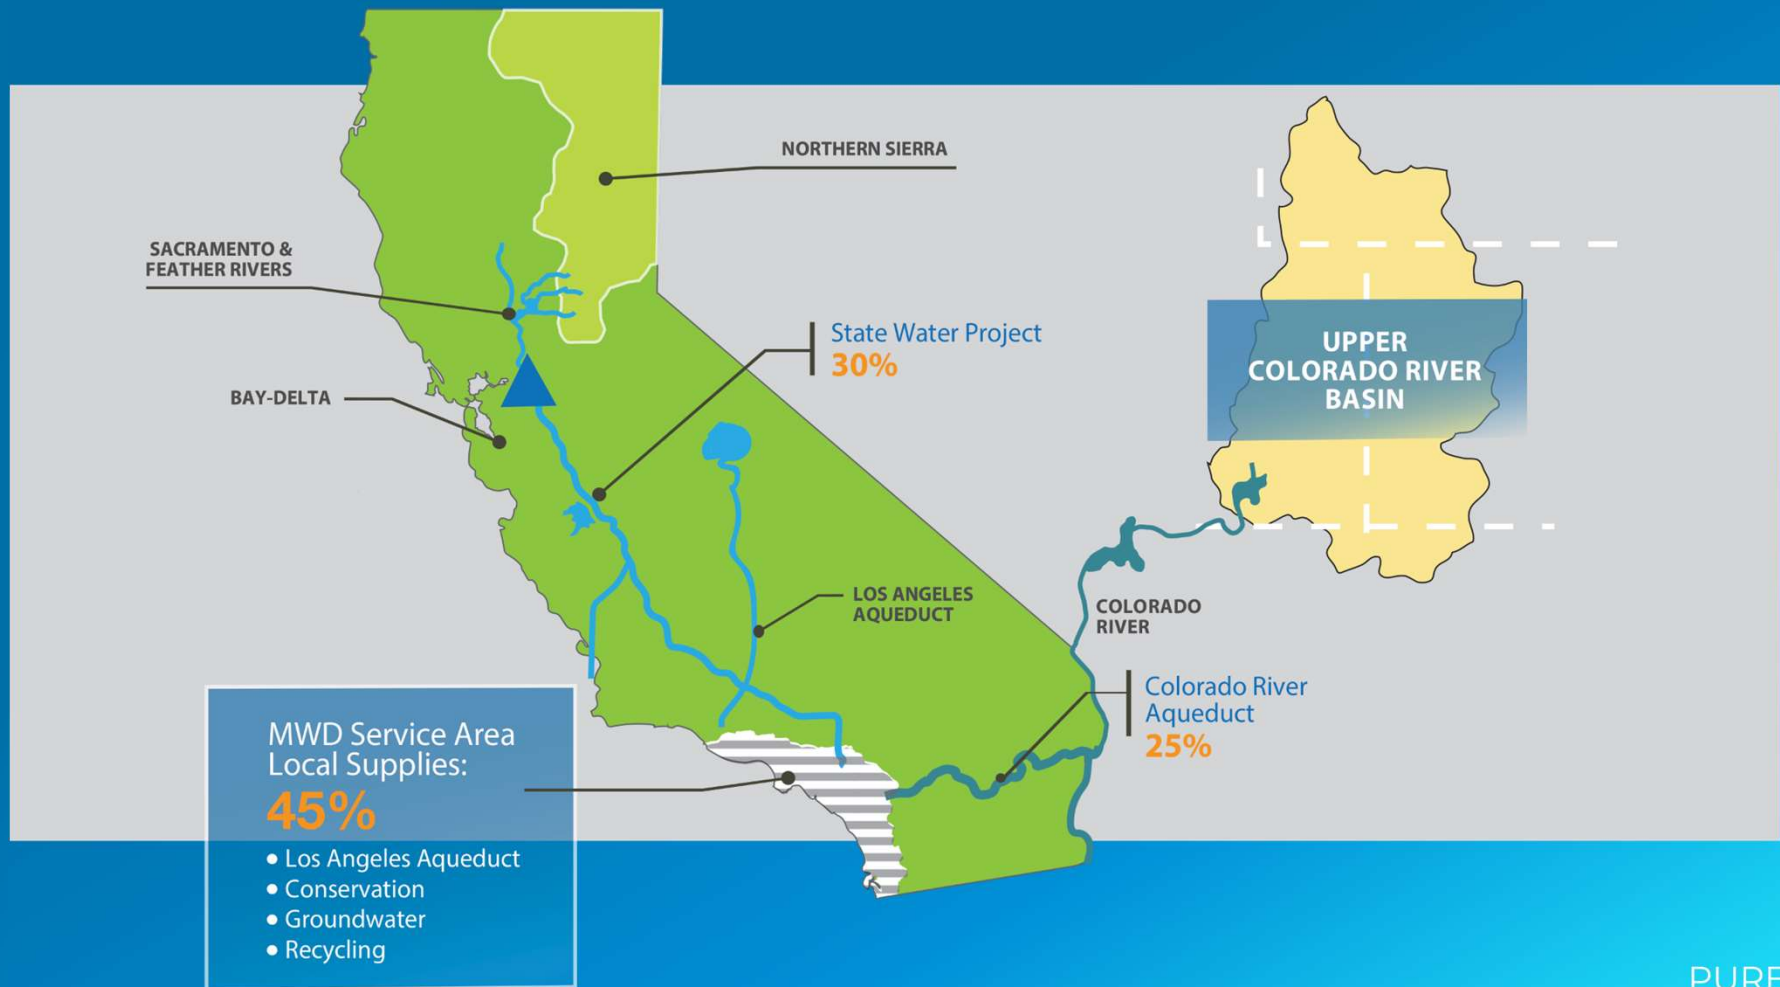 NORTHERN SIERRA
SACRAMENTO &
FEATHER RIVERS
State Water Project
30%
UPPER
COLORADO RIVER
BASIN
BAY-DELTA
LOS ANGELES
AQUEDUCT
COLORADO
RIVER
Colorado River
Aqueduct
25%
MWD Service Area
Local Supplies:
45%
• Los Angeles Aqueduct
• Conservation
• Groundwater
• Recycling
PURE